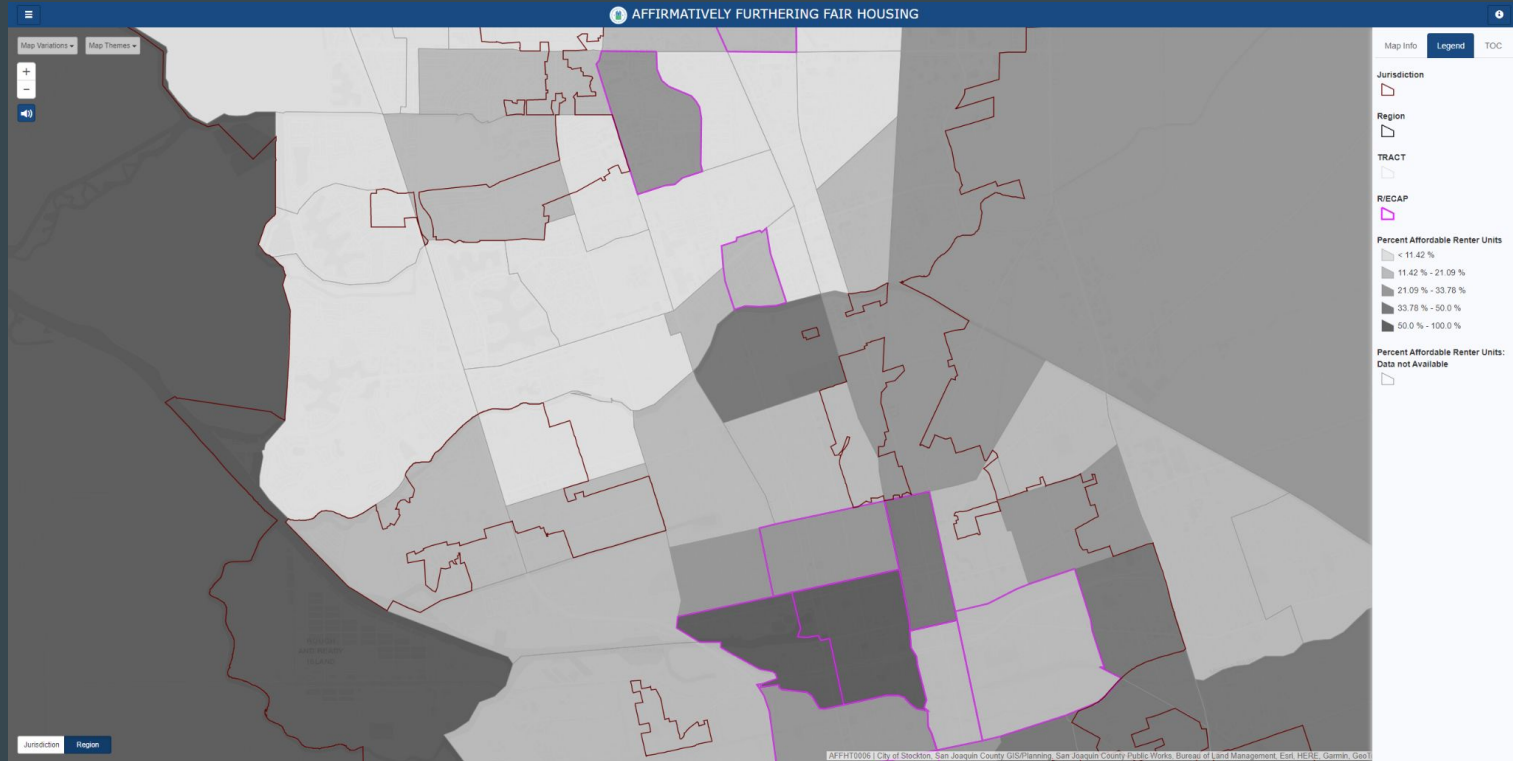 AFFIRMATIVELY FURTHERING FAIR HOUSING
Map Variations
Map Themes
+
−
Map Info
Legend
TOC
Jurisdiction
Region
TRACT
R/ECAP
Percent Affordable Renter Units
< 11.42 %
11.42 % - 21.09 %
21.09 % - 33.78 %
33.78 % - 50.0 %
50.0 % - 100.0 %
Percent Affordable Renter Units:
Data not Available
Jurisdiction
Region
AFFHT0006 | City of Stockton, San Joaquin County GIS/Planning, San Joaquin County Public Works, Bureau of Land Management, Esri, HERE, Garmin, GeoT